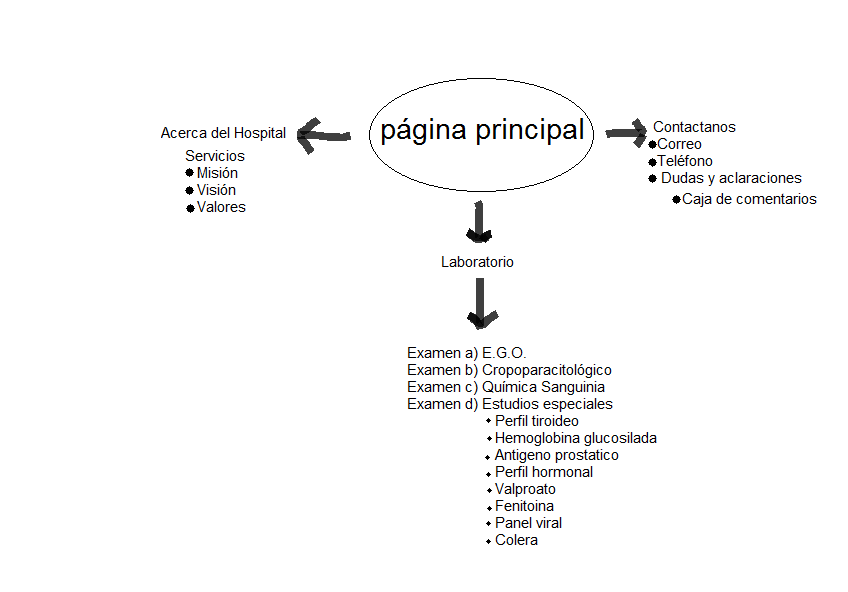 página principal
Acerca del Hospital
Servicios
Misión
Visión
Valores
Contactanos
Correo
Teléfono
Dudas y aclaraciones
Caja de comentarios
Laboratorio
Examen a) E.G.O.
Examen b) Cropoparacitológico
Examen c) Química Sanguinia
Examen d) Estudios especiales
Perfil tiroideo
Hemoglobina glucosilada
Antigeno prostatico
Perfil hormonal
Valproato
Fenitoina
Panel viral
Colera